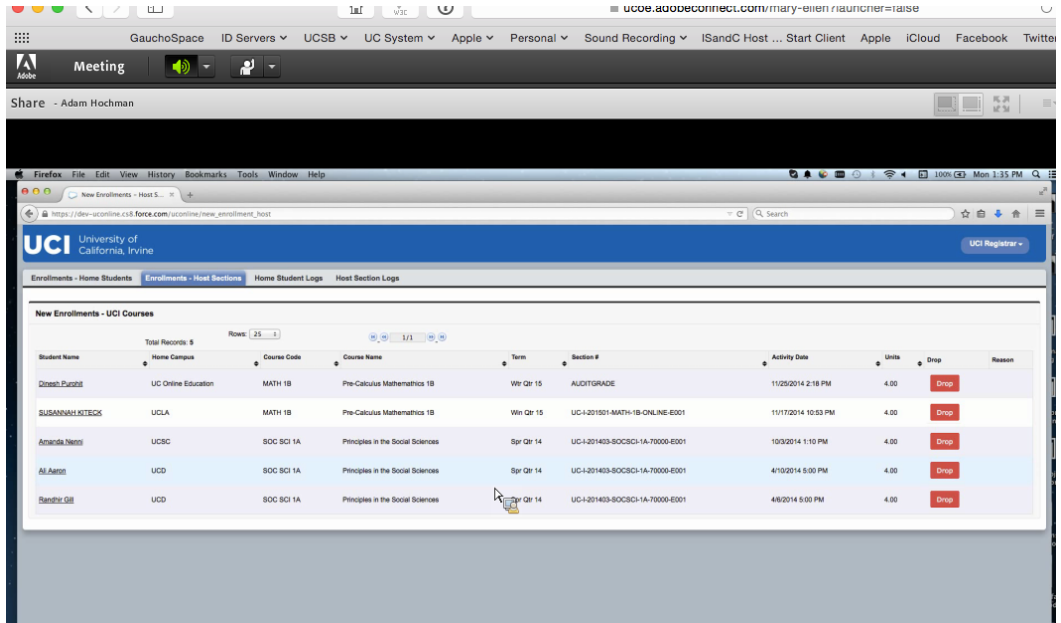 ucoe.adobeconnect.com/mary-ellen?launcher=false
GauchoSpace ID Servers UCSB UC System Apple Personal Sound Recording ISandC Host ... Start Client Apple iCloud Facebook Twitter
Adobe Meeting
Share - Adam Hochman
Firefox File Edit View History Bookmarks Tools Window Help 100% Mon 1:35 PM
New Enrollments - Host S...
https://dev-uconline.cs8.force.com/uconline/new_enrollment_host Search
UCI University of
California, Irvine
UCI Registrar
Enrollments - Home Students Enrollments - Host Sections Home Student Logs Host Section Logs
New Enrollments - UCI Courses
Total Records: 5 Rows: 25 1/1
Student Name Home Campus Course Code Course Name Term Section # Activity Date Units Drop Reason
Dinesh Purohit UC Online Education MATH 1B Pre-Calculus Mathemathics 1B Wtr Qtr 15 AUDITGRADE 11/25/2014 2:18 PM 4.00 Drop
SUSANNAH KITECK UCLA MATH 1B Pre-Calculus Mathemathics 1B Win Qtr 15 UC-I-201501-MATH-1B-ONLINE-E001 11/17/2014 10:53 PM 4.00 Drop
Amanda Nenni UCSC SOC SCI 1A Principles in the Social Sciences Spr Qtr 14 UC-I-201403-SOCSCI-1A-70000-E001 10/3/2014 1:10 PM 4.00 Drop
Ali Aaron UCD SOC SCI 1A Principles in the Social Sciences Spr Qtr 14 UC-I-201403-SOCSCI-1A-70000-E001 4/10/2014 5:00 PM 4.00 Drop
Randhir Gill UCD SOC SCI 1A Principles in the Social Sciences Spr Qtr 14 UC-I-201403-SOCSCI-1A-70000-E001 4/6/2014 5:00 PM 4.00 Drop